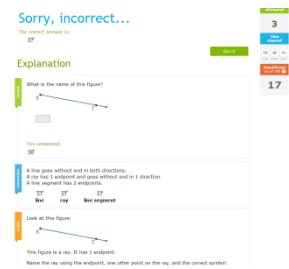 Sorry, incorrect...
The correct answer is:
Got it
Explanation
What is the name of this figure?
You answered:
A line goes without end in both directions.
A ray has 1 endpoint and goes without end in 1 direction.
A line segment has 2 endpoints.
line ray line segment
Look at this figure:
This figure is a ray. It has 1 endpoint.
Name the ray using the endpoint, one other point on the ray, and the correct symbol:
3
Time
elapsed
17